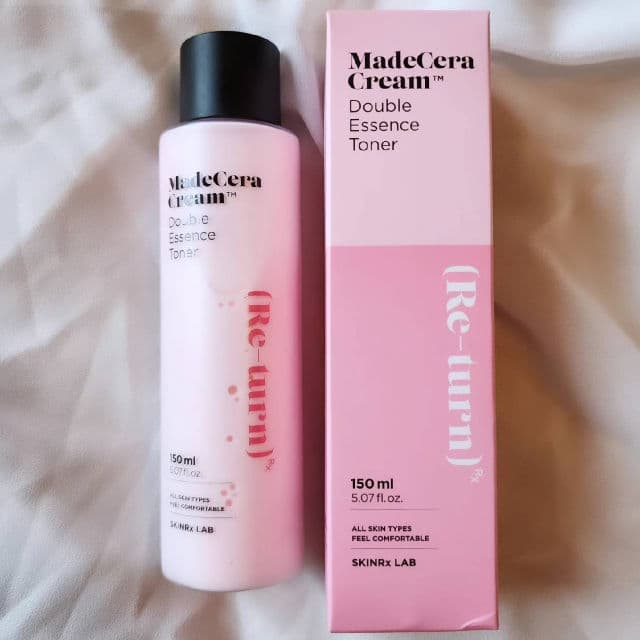 MadeCera
Cream™
Double
Essence
Toner
(Re-turn)
Rx
150 ml
5.07 fl.oz.
ALL SKIN TYPES
FEEL COMFORTABLE
SKINRx LAB
MadeCera
Cream™
Double
Essence
Toner
(Re-turn)
Rx
150 ml
5.07 fl.oz.
ALL SKIN TYPES
FEEL COMFORTABLE
SKINRx LAB